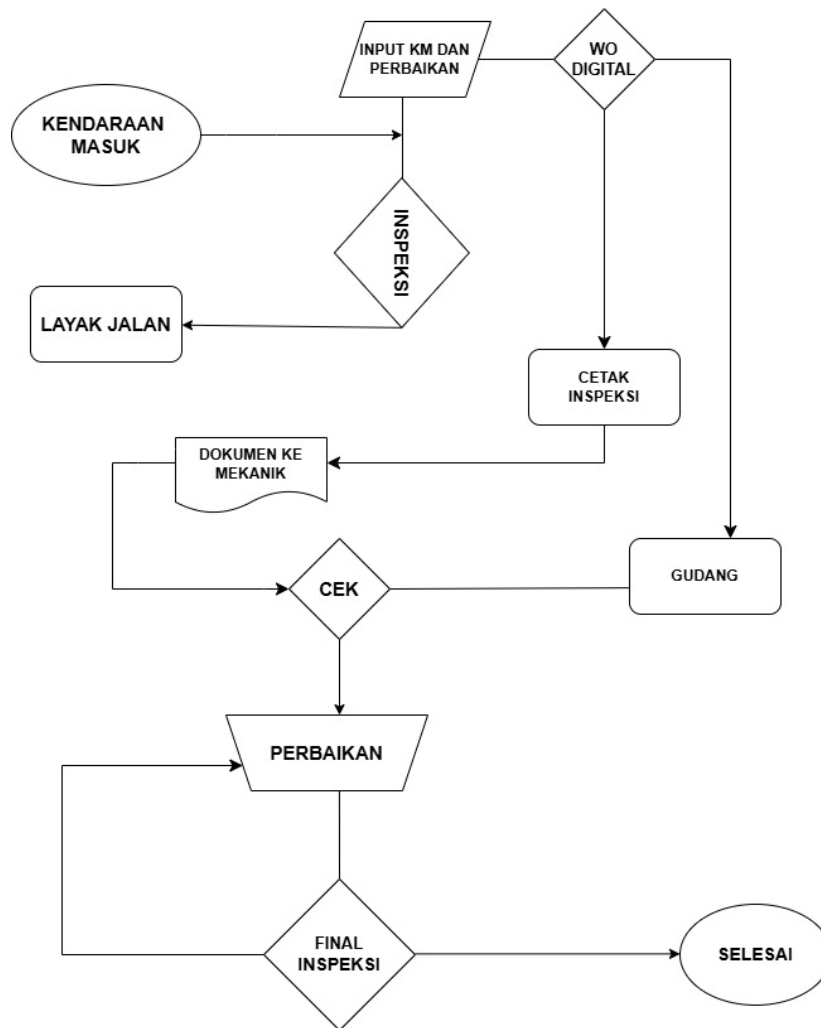 INPUT KM DAN
PERBAIKAN
WO
DIGITAL
KENDARAAN
MASUK
INSPEKSI
LAYAK JALAN
CETAK
INSPEKSI
DOKUMEN KE
MEKANIK
CEK
GUDANG
PERBAIKAN
FINAL
INSPEKSI
SELESAI